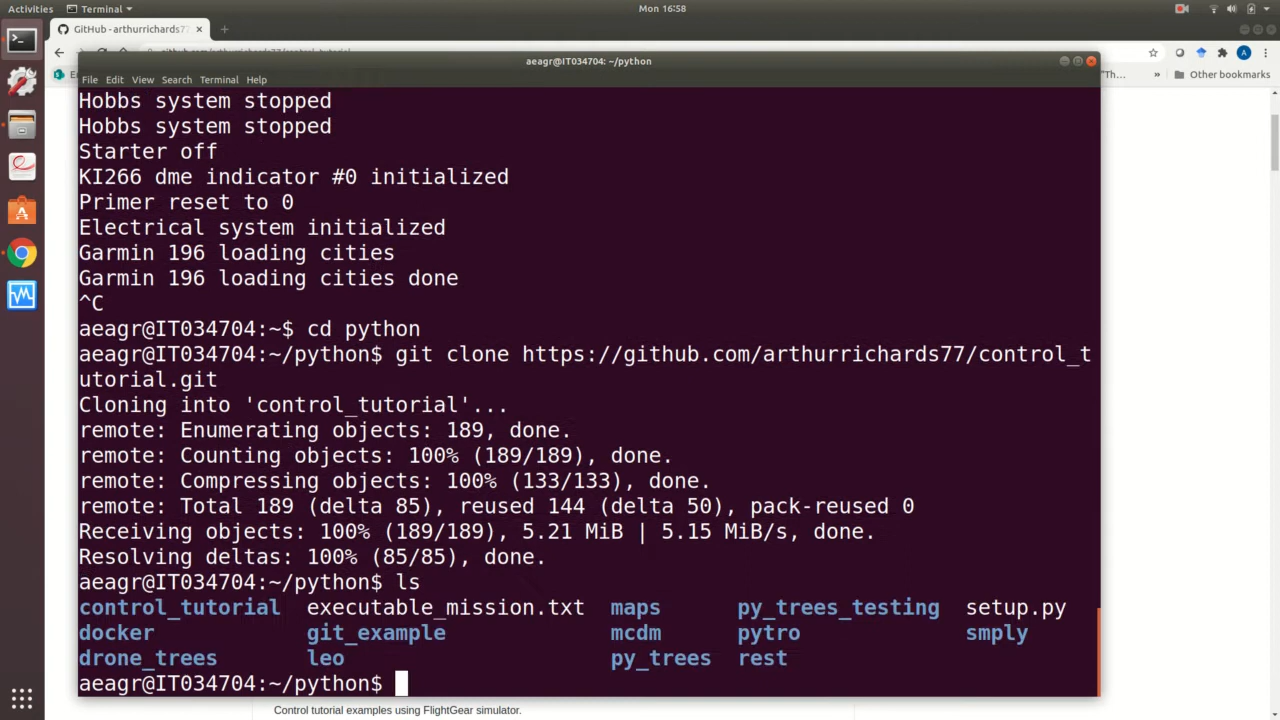 Activities Terminal Mon 16:58
GitHub - arthurrichards77
github.com/arthurrichards77/control_tutorial
aeagr@IT034704: ~/python
File Edit View Search Terminal Help
"Th... » Other bookmarks
Hobbs system stopped
Hobbs system stopped
Starter off
KI266 dme indicator #0 initialized
Primer reset to 0
Electrical system initialized
Garmin 196 loading cities
Garmin 196 loading cities done
^C
aeagr@IT034704:~$ cd python
aeagr@IT034704:~/python$ git clone https://github.com/arthurrichards77/control_t
utorial.git
Cloning into 'control_tutorial'...
remote: Enumerating objects: 189, done.
remote: Counting objects: 100% (189/189), done.
remote: Compressing objects: 100% (133/133), done.
remote: Total 189 (delta 85), reused 144 (delta 50), pack-reused 0
Receiving objects: 100% (189/189), 5.21 MiB | 5.15 MiB/s, done.
Resolving deltas: 100% (85/85), done.
aeagr@IT034704:~/python$ ls
control_tutorial executable_mission.txt maps py_trees_testing setup.py
docker git_example mcdm pytro smply
drone_trees leo py_trees rest
aeagr@IT034704:~/python$
Control tutorial examples using FlightGear simulator.